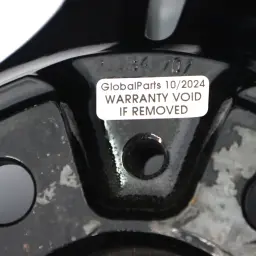 GlobalParts 10/2024
WARRANTY VOID
IF REMOVED